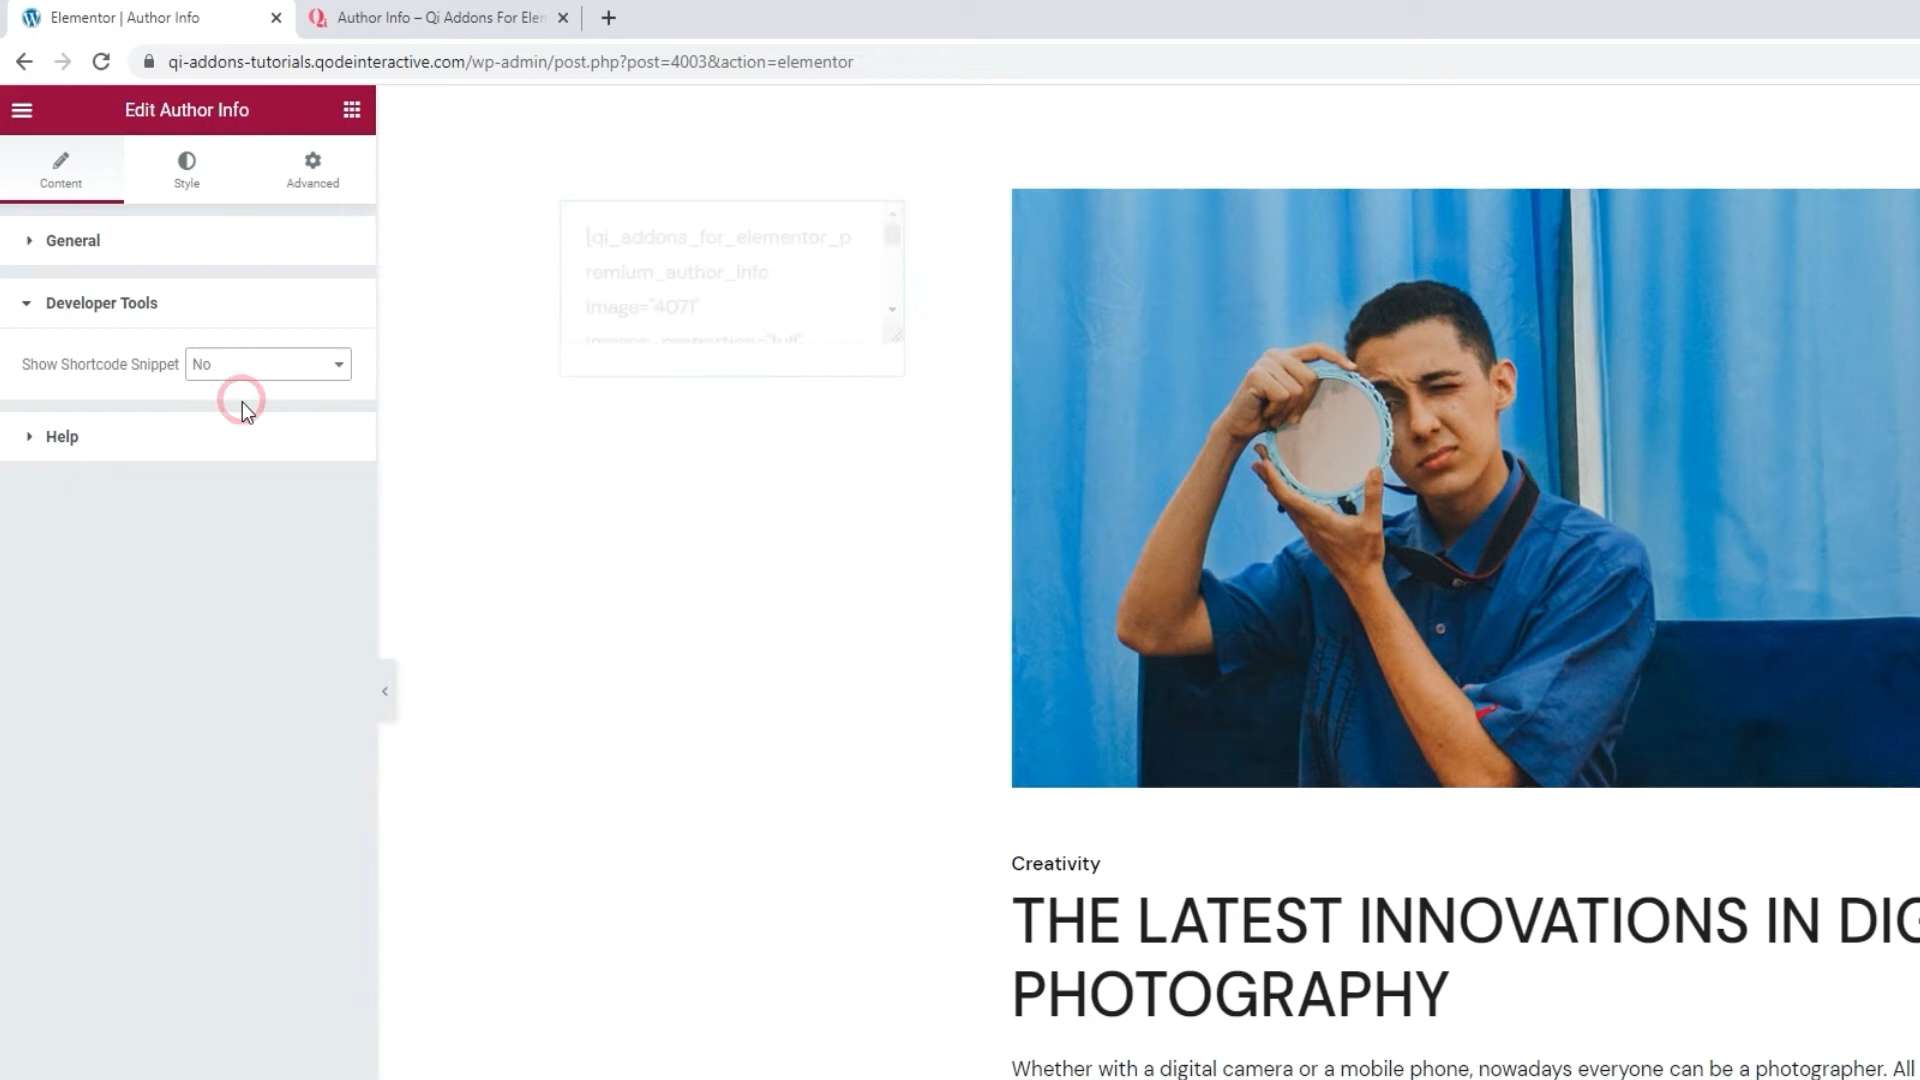 Elementor | Author Info
Author Info – Qi Addons For Elen
qi-addons-tutorials.qodeinteractive.com/wp-admin/post.php?post=4003&action=elementor
Edit Author Info
Content
Style
Advanced
General
Developer Tools
Show Shortcode Snippet
No
Help
[qi_addons_for_elementor_p
remium_author_info
image="4071"
Creativity
THE LATEST INNOVATIONS IN DIG
PHOTOGRAPHY
Whether with a digital camera or a mobile phone, nowadays everyone can be a photographer. All